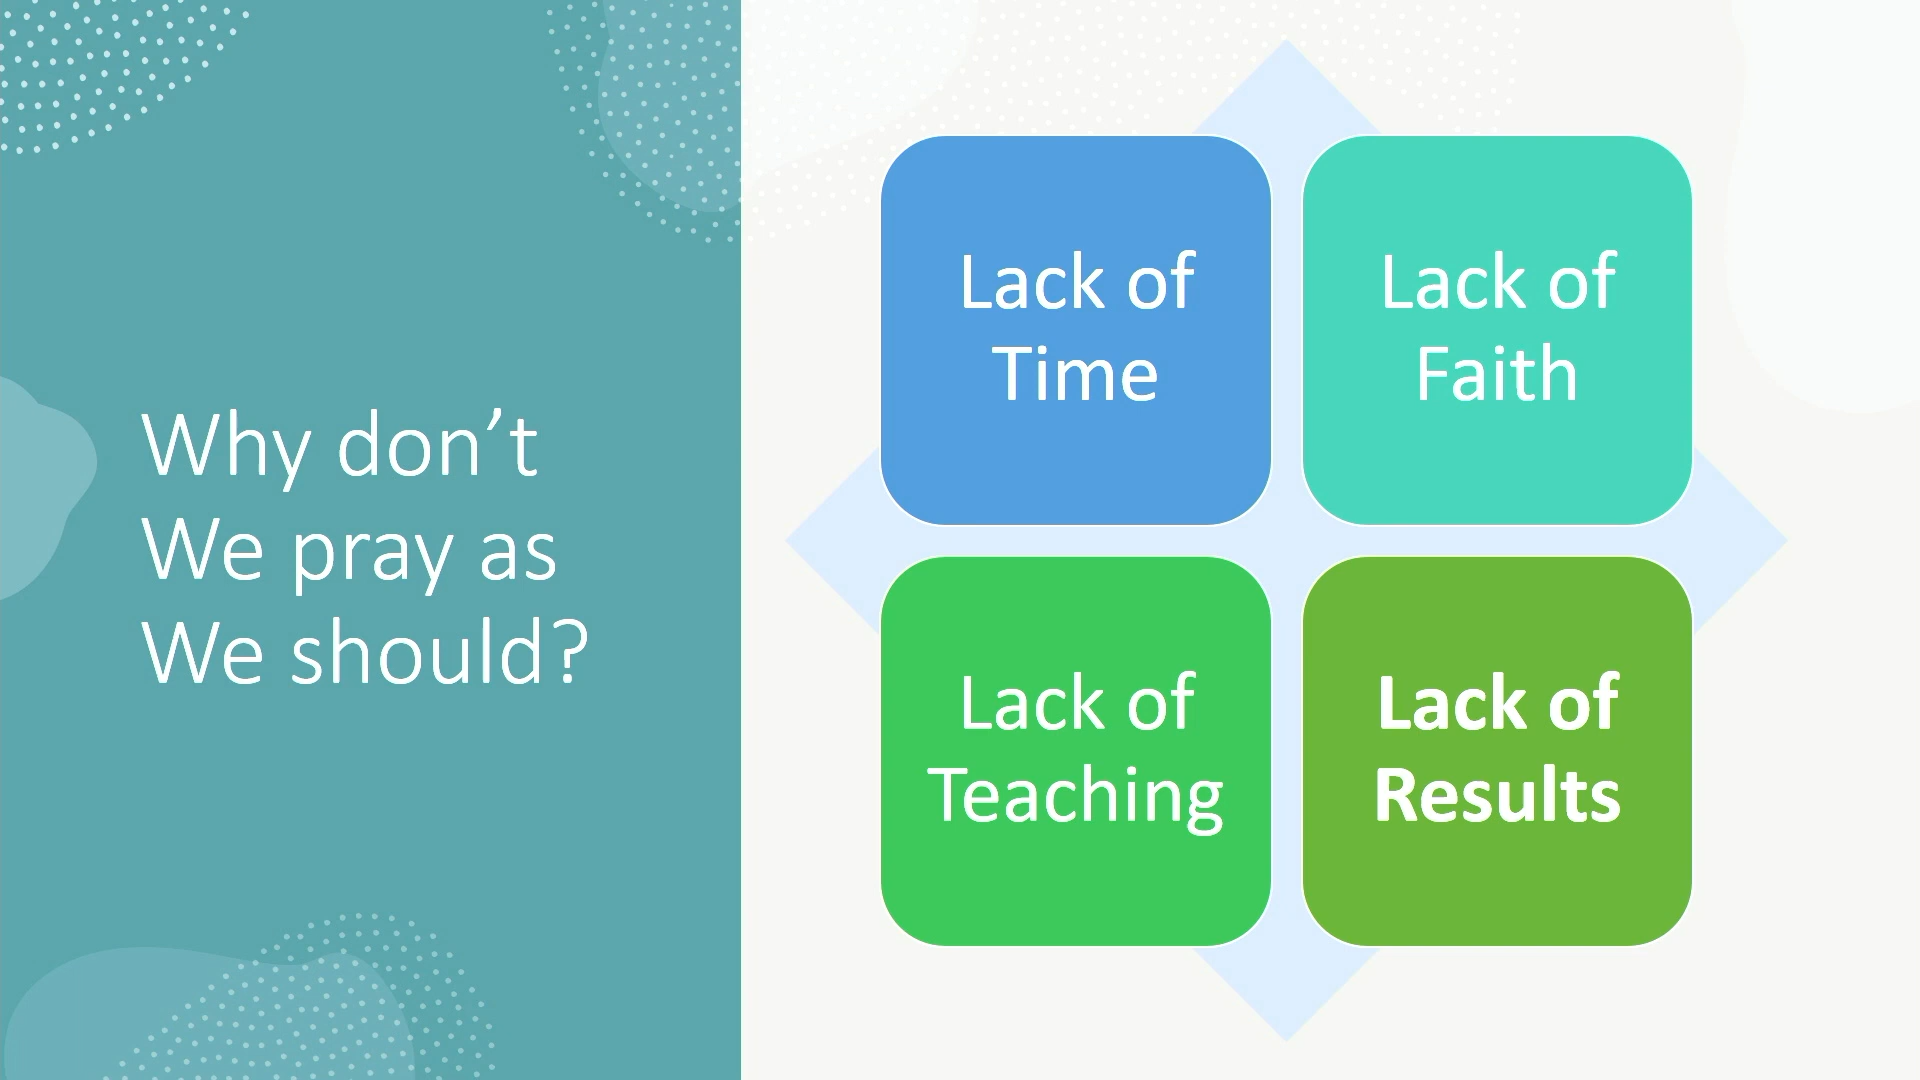 Why don’t
We pray as
We should?
Lack of
Time
Lack of
Faith
Lack of
Teaching
Lack of
Results